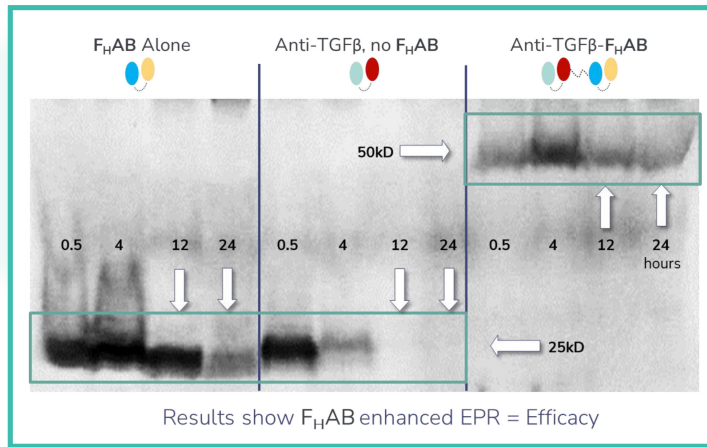 FHAB Alone
Anti-TGFβ, no FHAB
Anti-TGFβ-FHAB
50kD
0.5 4 12 24 0.5 4 12 24 0.5 4 12 24
hours
25kD
Results show FHAB enhanced EPR = Efficacy